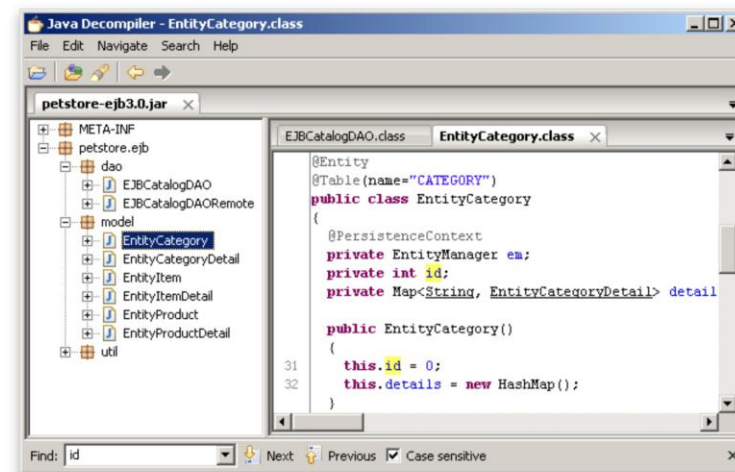 Java Decompiler - EntityCategory.class
File Edit Navigate Search Help
petstore-ejb3.0.jar
META-INF
petstore.ejb
dao
EJBCatalogDAO
EJBCatalogDAORemote
model
EntityCategory
EntityCategoryDetail
EntityItem
EntityItemDetail
EntityProduct
EntityProductDetail
util
EJBCatalogDAO.class EntityCategory.class
@Entity
@Table(name="CATEGORY")
public class EntityCategory
{
@PersistenceContext
private EntityManager em;
private int id;
private Map<String, EntityCategoryDetail> detail
public EntityCategory()
{
31 this.id = 0;
32 this.details = new HashMap();
}
Find: id Next Previous Case sensitive